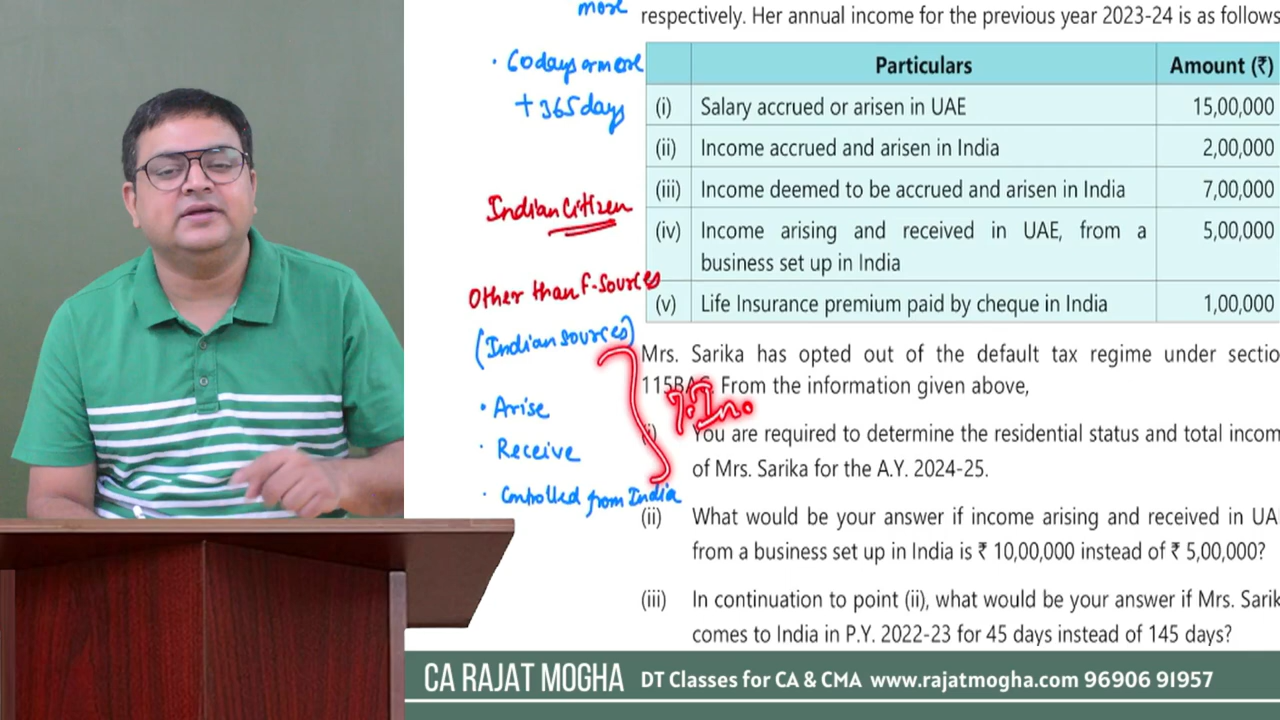 more
respectively. Her annual income for the previous year 2023-24 is as follows
· 60 days or more
+ 365 days
Particulars Amount (₹)
(i) Salary accrued or arisen in UAE 15,00,000
(ii) Income accrued and arisen in India 2,00,000
(iii) Income deemed to be accrued and arisen in India 7,00,000
Indian Citizen
(iv) Income arising and received in UAE, from a 5,00,000
business set up in India
Other than F-Sources
(v) Life Insurance premium paid by cheque in India 1,00,000
(Indian sources)
Mrs. Sarika has opted out of the default tax regime under sectio
115BAC. From the information given above,
· Arise
T. In.
(i) You are required to determine the residential status and total incom
· Receive
of Mrs. Sarika for the A.Y. 2024-25.
· Controlled from India
(ii) What would be your answer if income arising and received in UA
from a business set up in India is ₹ 10,00,000 instead of ₹ 5,00,000?
(iii) In continuation to point (ii), what would be your answer if Mrs. Sarik
comes to India in P.Y. 2022-23 for 45 days instead of 145 days?
CA RAJAT MOGHA DT Classes for CA & CMA www.rajatmogha.com 96906 91957